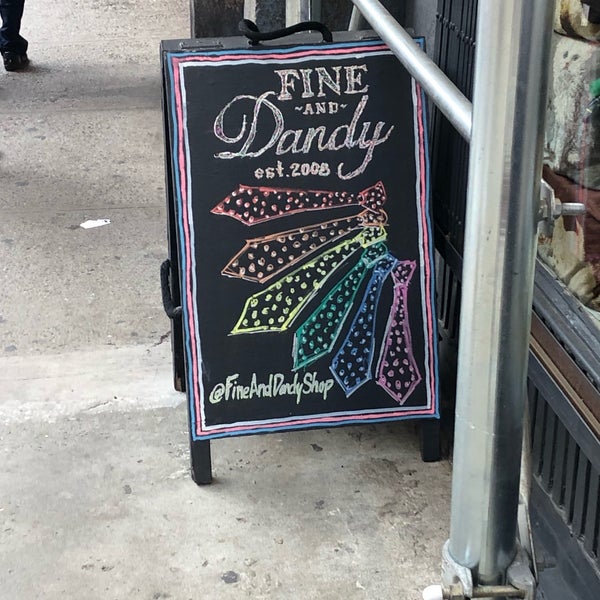 FINE
~AND~
Dandy
est. 2008
@FineAndDandyShop